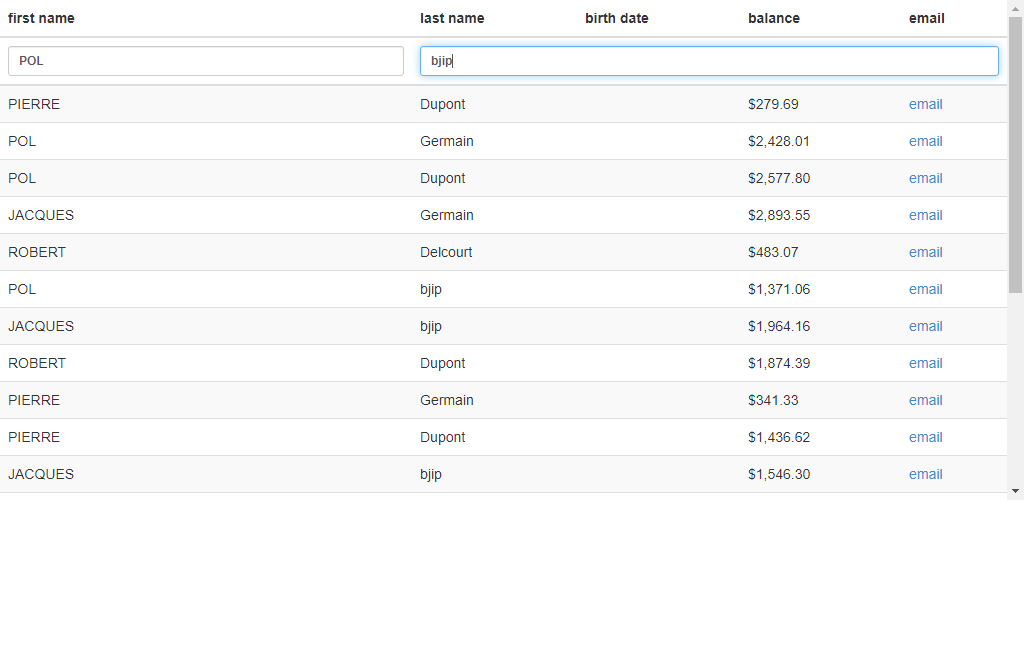 first name last name birth date balance email
POL bjip
PIERRE Dupont $279.69 email
POL Germain $2,428.01 email
POL Dupont $2,577.80 email
JACQUES Germain $2,893.55 email
ROBERT Delcourt $483.07 email
POL bjip $1,371.06 email
JACQUES bjip $1,964.16 email
ROBERT Dupont $1,874.39 email
PIERRE Germain $341.33 email
PIERRE Dupont $1,436.62 email
JACQUES bjip $1,546.30 email